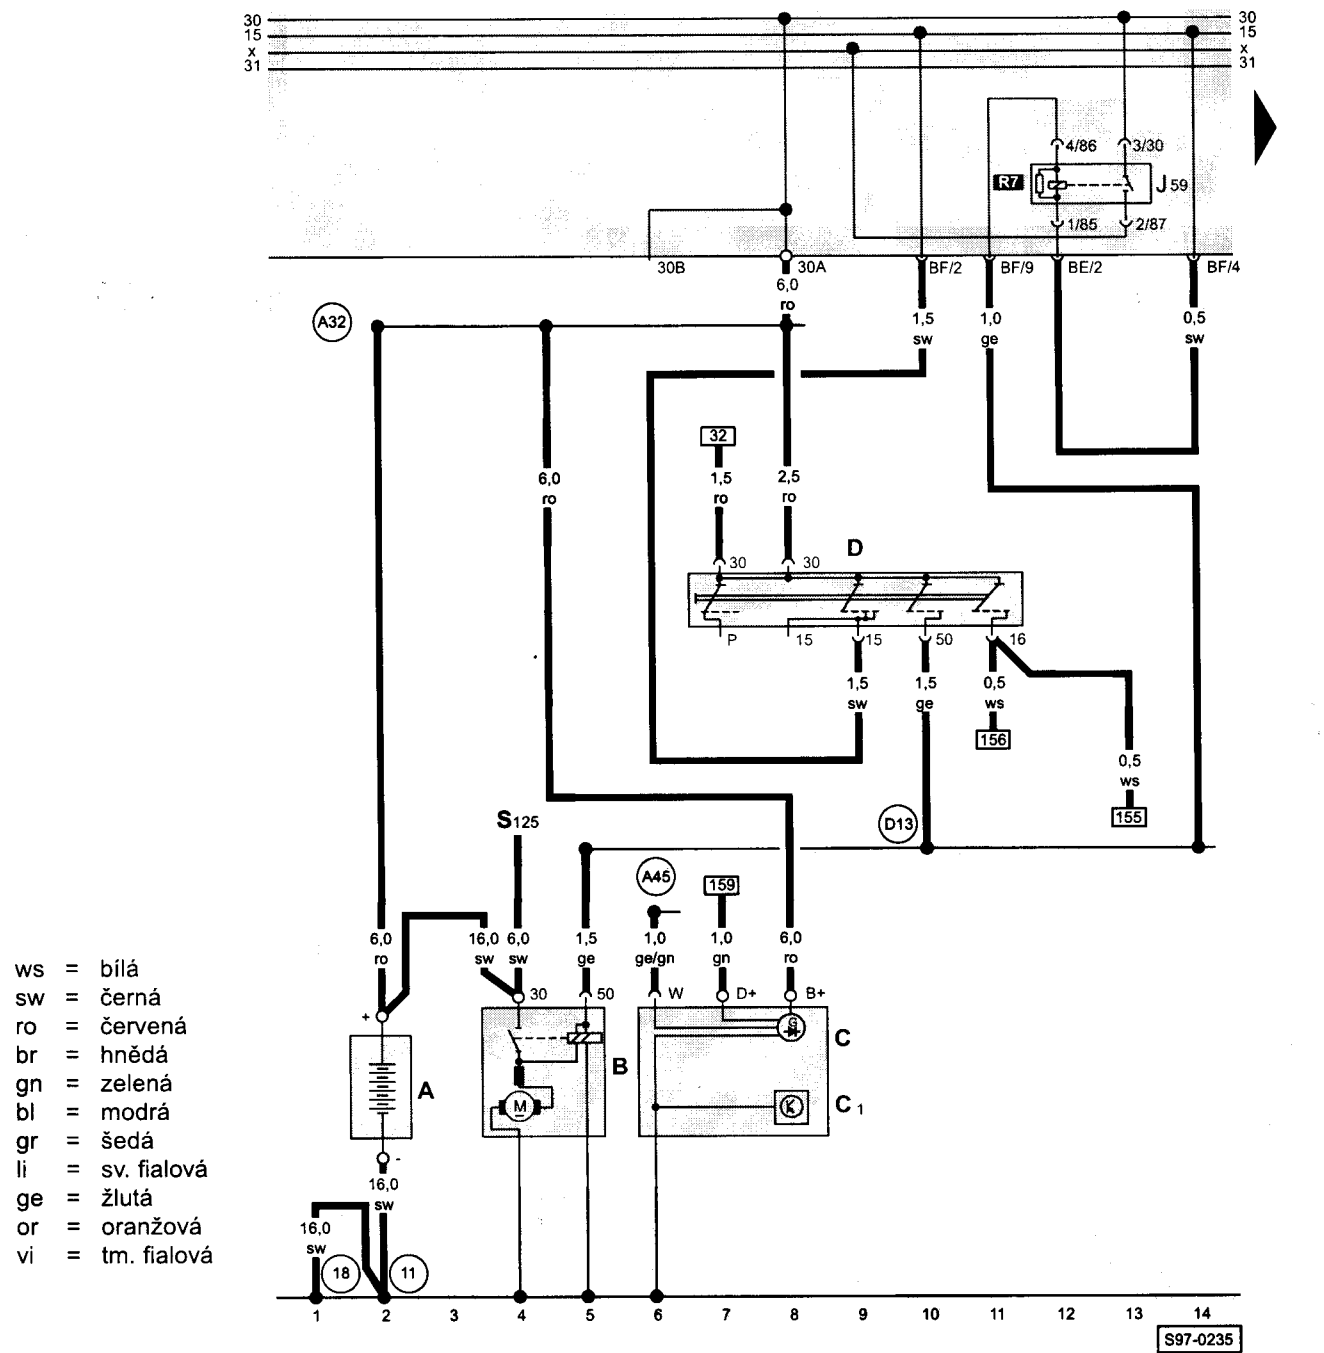 30 30
15 15
x x
31 31
4/86 3/30
R7 J 59
1/85 2/87
30B 30A BF/2 BF/9 BE/2 BF/4
6,0
ro
A32
1,5 1,0 0,5
sw ge sw
32
6,0 1,5 2,5
ro ro ro
D
30 30
P 15 15 50 16
1,5 1,5 0,5
sw ge ws
156
0,5
ws
155
S125 D13
A45 159
6,0 16,0 6,0 1,5 1,0 1,0 6,0
ro sw sw ge ge/gn gn ro
30 50 W D+ B+
+
G
C
B
A
M
K
C 1
-
16,0
sw
16,0
sw
18 11
ws = bílá
sw = černá
ro = červená
br = hnědá
gn = zelená
bl = modrá
gr = šedá
li = sv. fialová
ge = žlutá
or = oranžová
vi = tm. fialová
1 2 3 4 5 6 7 8 9 10 11 12 13 14
S97-0235